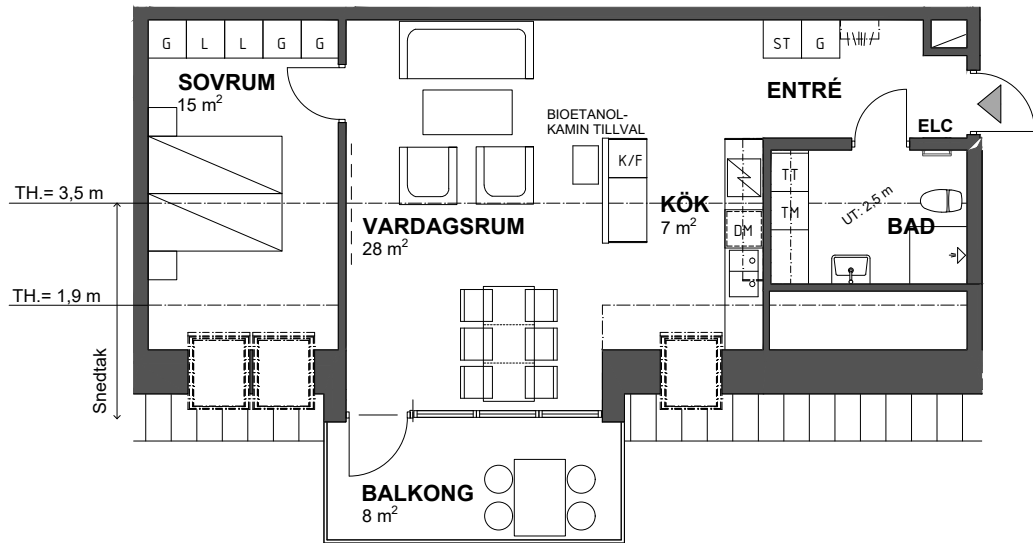 G L L G G
ST G
SOVRUM
15 m²
ENTRÉ
BIOETANOL-
KAMIN TILLVAL
ELC
K/F
TT
TH.= 3,5 m
UT: 2,5 m
VARDAGSRUM
28 m²
KÖK
7 m²
TM
DM
BAD
TH.= 1,9 m
Snedtak
BALKONG
8 m²